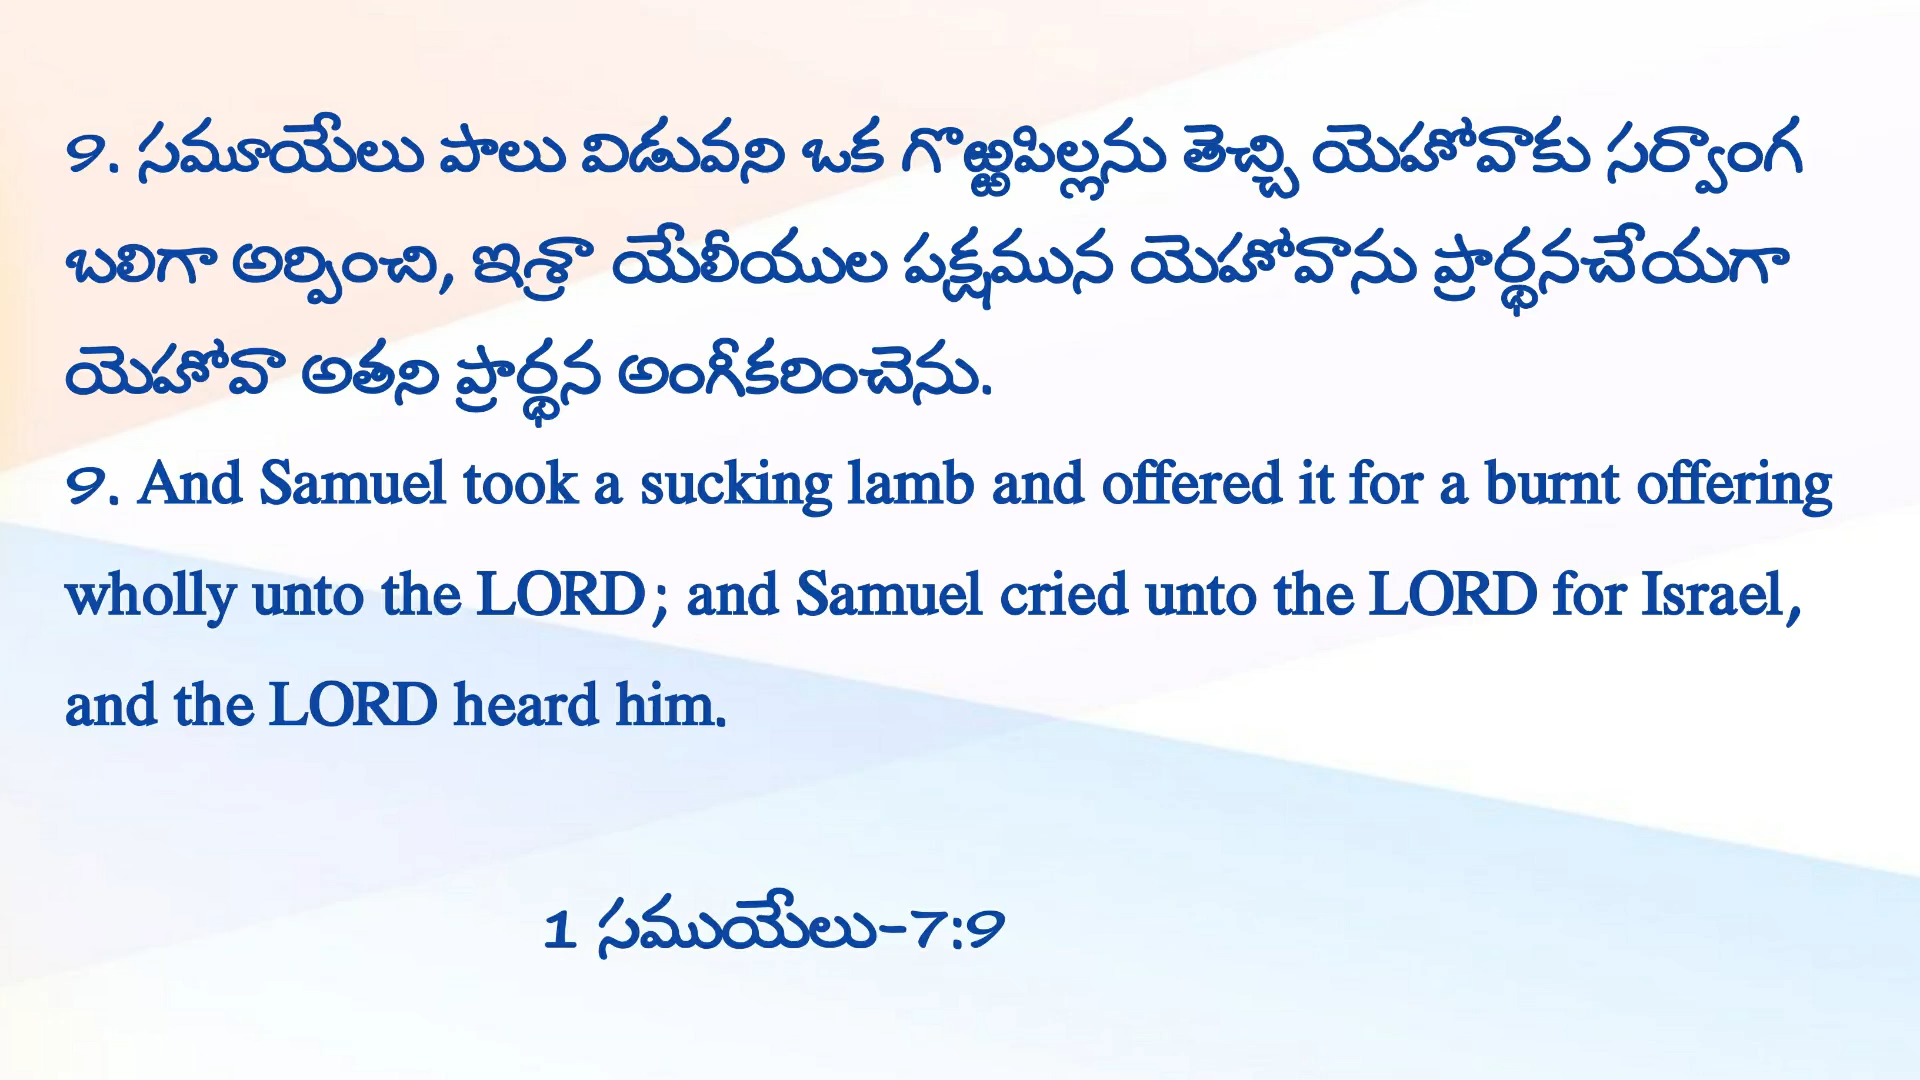 9. సమూయేలు పాలు విడువని ఒక గొఱ్ఱపిల్లను తెచ్చి యెహోవాకు సర్వాంగ
బలిగా అర్పించి, ఇశ్రా యేలీయుల పక్షమున యెహోవాను ప్రార్థనచేయగా
యెహోవా అతని ప్రార్థన అంగీకరించెను.
9. And Samuel took a sucking lamb and offered it for a burnt offering
wholly unto the LORD; and Samuel cried unto the LORD for Israel,
and the LORD heard him.
1 సముయేలు-7:9